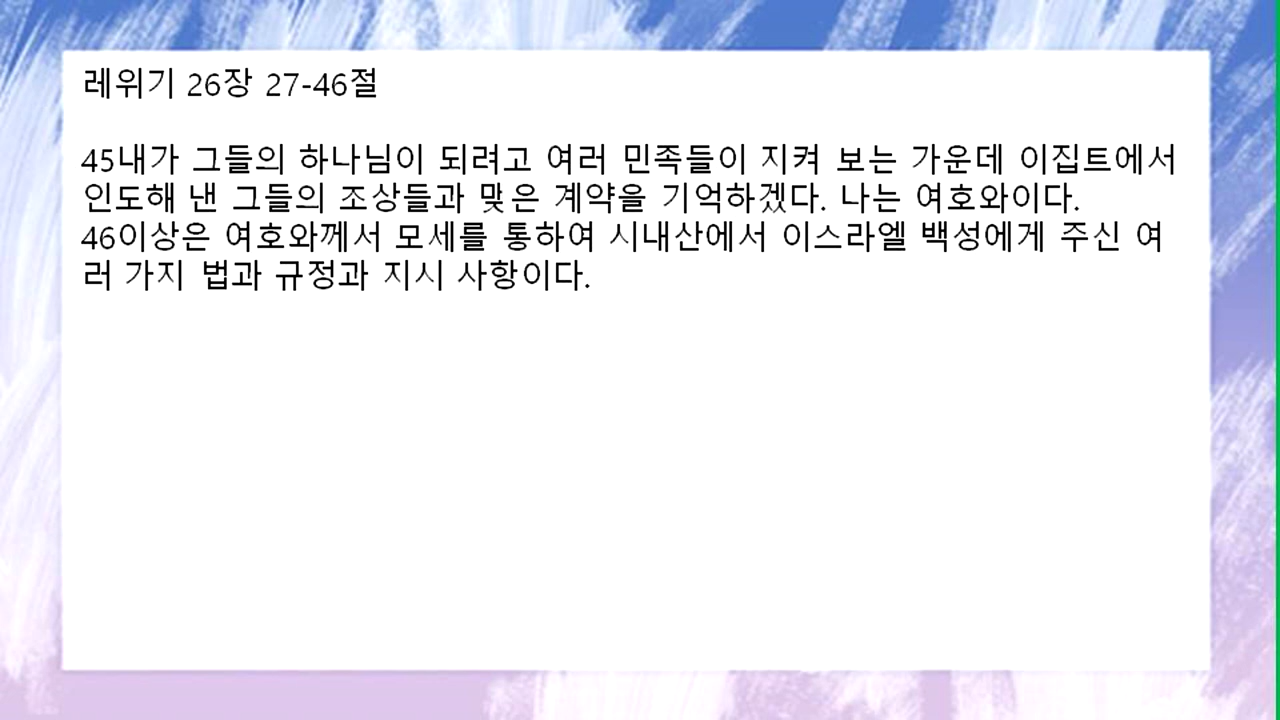 레위기 26장 27-46절
45내가 그들의 하나님이 되려고 여러 민족들이 지켜 보는 가운데 이집트에서
인도해 낸 그들의 조상들과 맺은 계약을 기억하겠다. 나는 여호와이다.
46이상은 여호와께서 모세를 통하여 시내산에서 이스라엘 백성에게 주신 여
러 가지 법과 규정과 지시 사항이다.